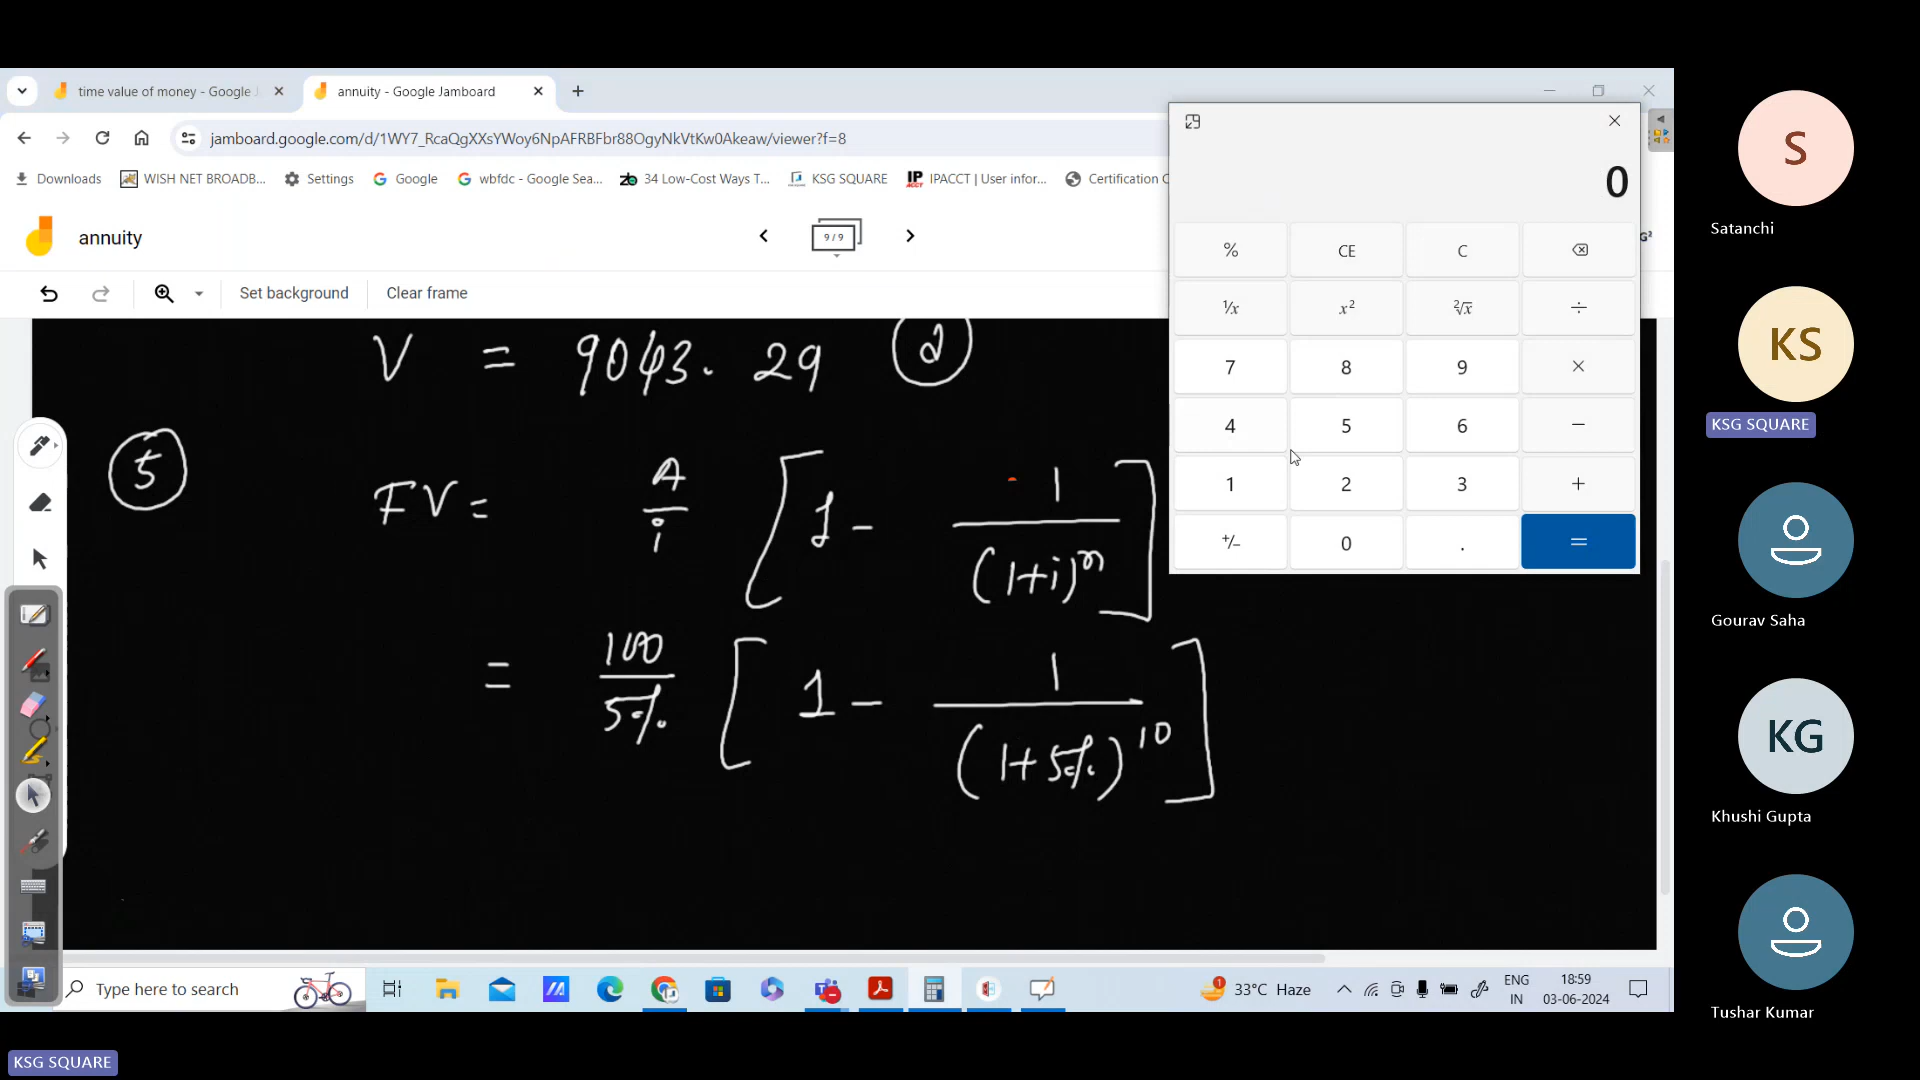 time value of money - Google J
annuity - Google Jamboard
jamboard.google.com/d/1WY7_RcaQgXXsYWoy6NpAFRBFbr88OgyNkVtKw0Akeaw/viewer?f=8
Downloads WISH NET BROADB... Settings Google wbfdc - Google Sea... 34 Low-Cost Ways T... KSG SQUARE IPACCT | User infor... Certification C
annuity
9 / 9
Set background Clear frame
V = 9043. 29 (2)
(5) FV = A/i [1 - 1/(1+i)^n]
= 100/5% [1 - 1/(1+5%)^10]
0
% CE C
1/x x² ²√x ÷
7 8 9 ×
4 5 6 −
1 2 3 +
+/− 0 . =
S
Satanchi
KS
KSG SQUARE
Gourav Saha
KG
Khushi Gupta
Tushar Kumar
Type here to search
1
33°C Haze
ENG
IN
18:59
03-06-2024
KSG SQUARE